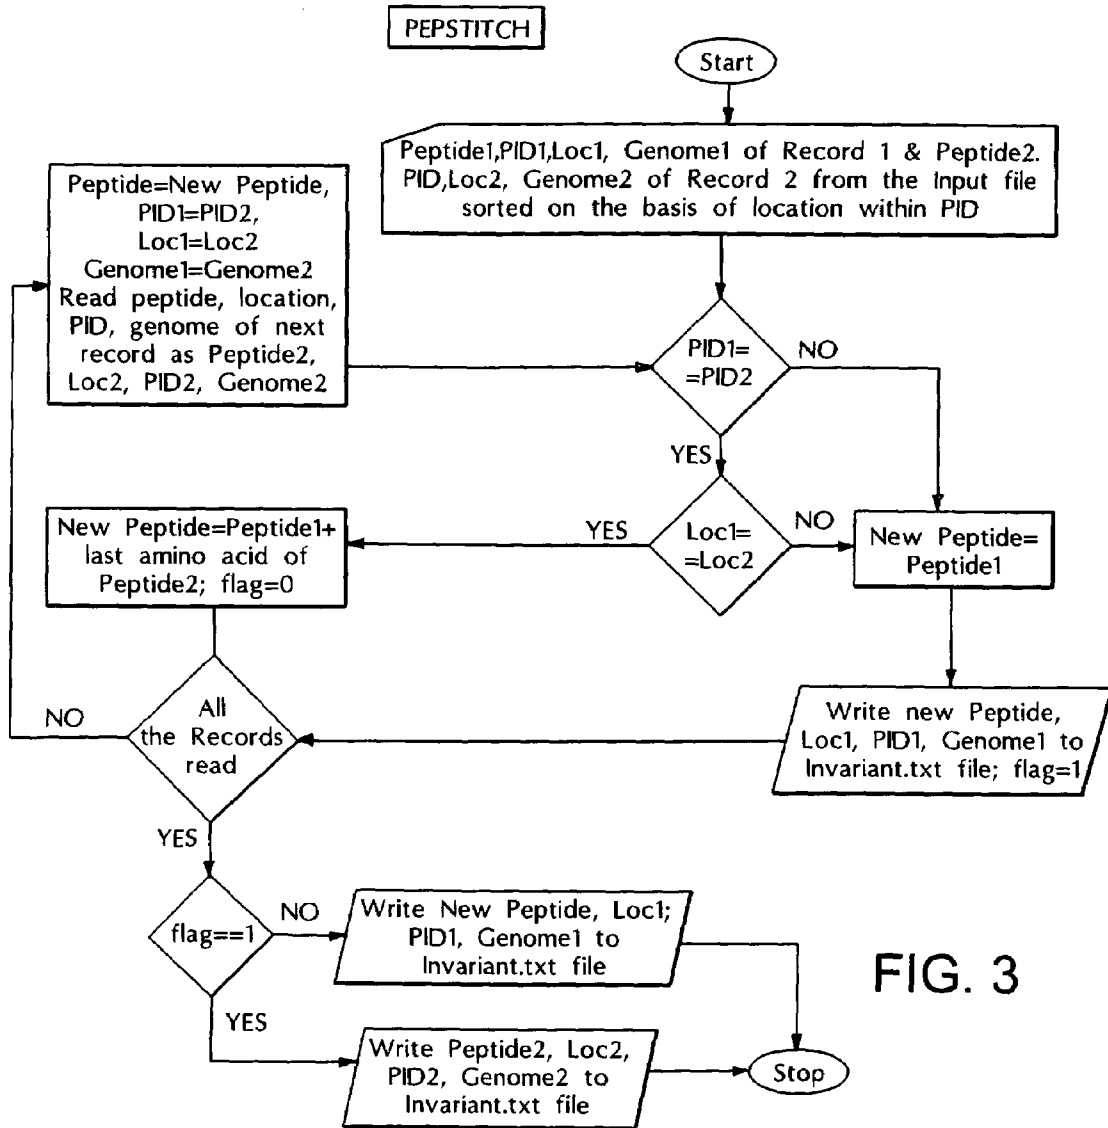 PEPSTITCH
Start
Peptide1,PID1,Loc1, Genome1 of Record 1 & Peptide2.
PID,Loc2, Genome2 of Record 2 from the Input file
sorted on the basis of location within PID
Peptide=New Peptide,
PID1=PID2,
Loc1=Loc2
Genome1=Genome2
Read peptide, location,
PID, genome of next
record as Peptide2,
Loc2, PID2, Genome2
PID1=
=PID2
NO
YES
Loc1=
=Loc2
YES
NO
New Peptide=
Peptide1
New Peptide=Peptide1+
last amino acid of
Peptide2; flag=0
All
the Records
read
NO
Write new Peptide,
Loc1, PID1, Genome1 to
Invariant.txt file; flag=1
YES
flag==1
NO
Write New Peptide, Loc1;
PID1, Genome1 to
Invariant.txt file
YES
Write Peptide2, Loc2,
PID2, Genome2 to
Invariant.txt file
Stop
FIG. 3